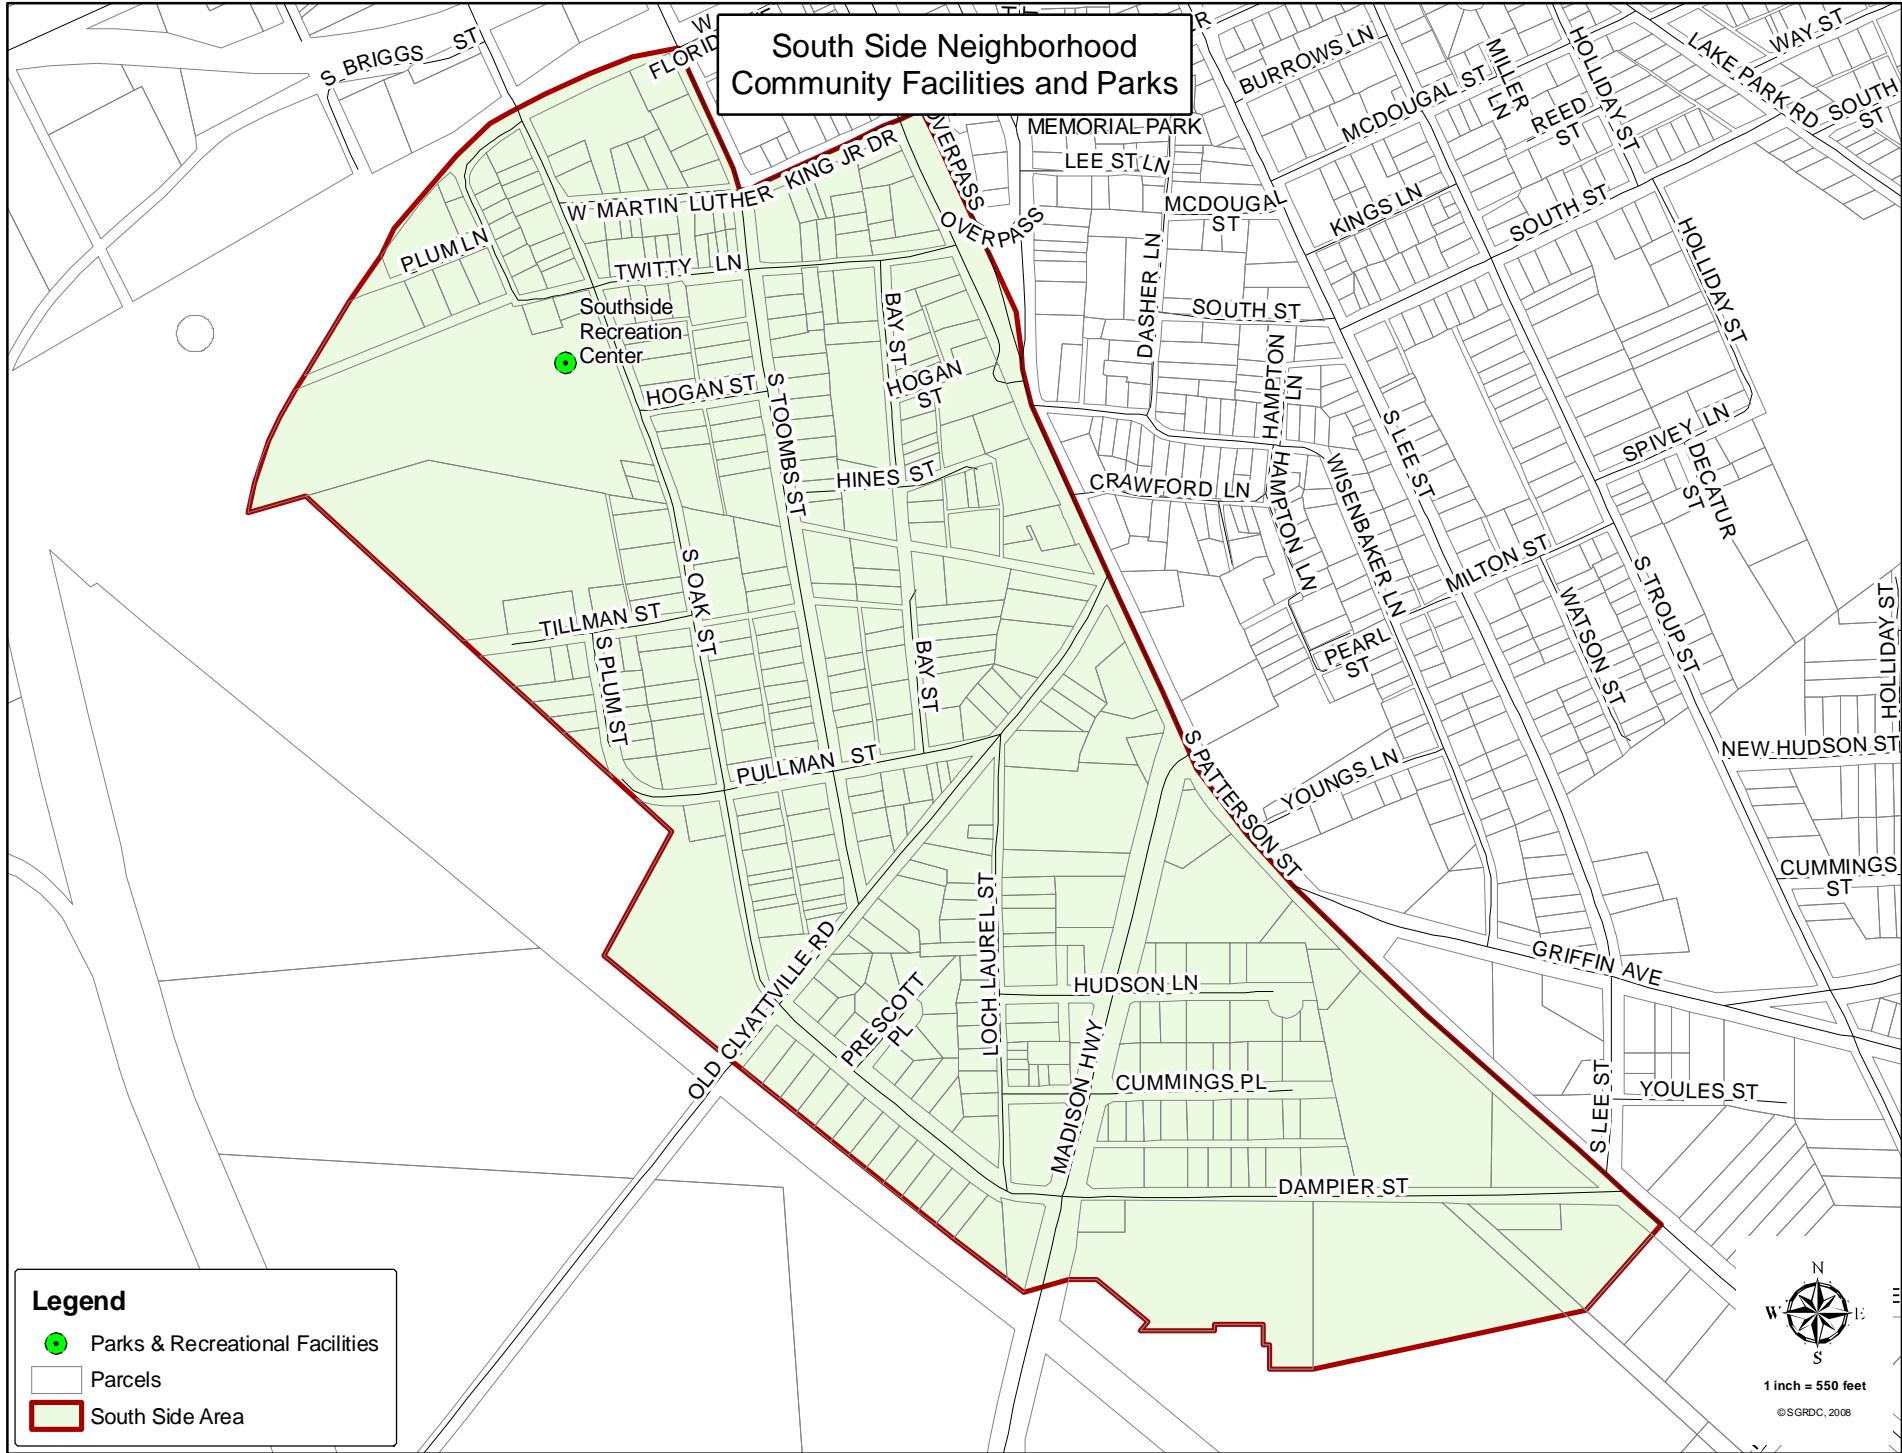 South Side Neighborhood
Community Facilities and Parks
S BRIGGS ST
W
FLORID
OVERPASS
OVERPASS
W MARTIN LUTHER KING JR DR
PLUM LN
TWITTY LN
Southside
Recreation
Center
HOGAN ST
S TOOMBS ST
BAY ST
HOGAN
ST
HINES ST
S OAK ST
TILLMAN ST
S PLUM ST
BAY ST
PULLMAN ST
OLD CLYATTVILLE RD
PRESCOTT
PL
LOCH LAUREL ST
HUDSON LN
MADISON HWY
CUMMINGS PL
DAMPIER ST
S PATTERSON ST
MEMORIAL PARK
LEE ST LN
MCDOUGAL
ST
DASHER LN
SOUTH ST
HAMPTON
LN
HAMPTON LN
CRAWFORD LN
WISENBAKER LN
PEARL
ST
YOUNGS LN
BURROWS LN
MCDOUGAL ST
MILLER
LN
REED
ST
HOLLIDAY ST
LAKE PARK RD
WAY ST
SOUTH
ST
KINGS LN
SOUTH ST
HOLLIDAY ST
S LEE ST
SPIVEY LN
DECATUR
ST
MILTON ST
WATSON ST
S TROUP ST
HOLLIDAY ST
NEW HUDSON ST
CUMMINGS
ST
GRIFFIN AVE
S LEE ST
YOULES ST
Legend
Parks & Recreational Facilities
Parcels
South Side Area
N
W
E
S
1 inch = 550 feet
©SGRDC, 2008